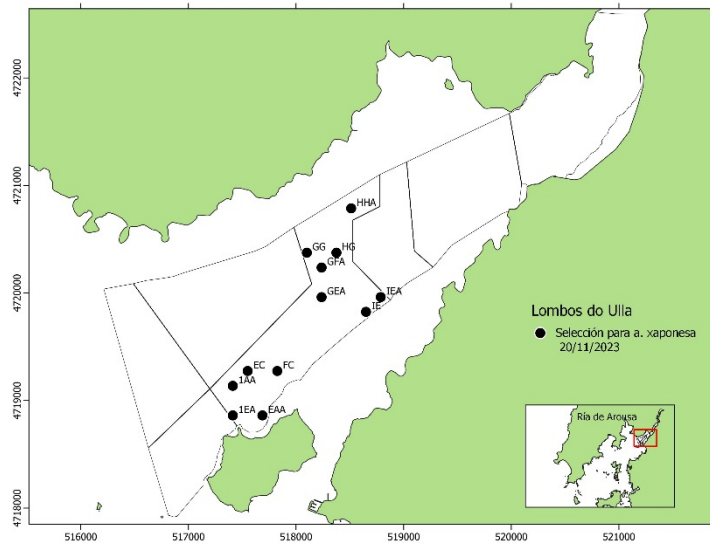 4722000
4721000
4720000
4719000
4718000
HHA
GG
HG
GFA
GEA
IEA
IE
EC
FC
1AA
1EA
EAA
Lombos do Ulla
Selección para a. xaponesa
20/11/2023
Ría de Arousa
516000
517000
518000
519000
520000
521000